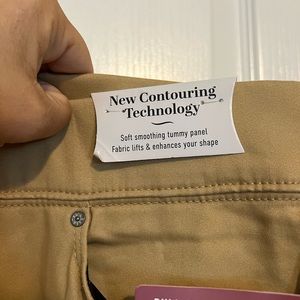 New Contouring
Technology
Soft smoothing tummy panel
Fabric lifts & enhances your shape